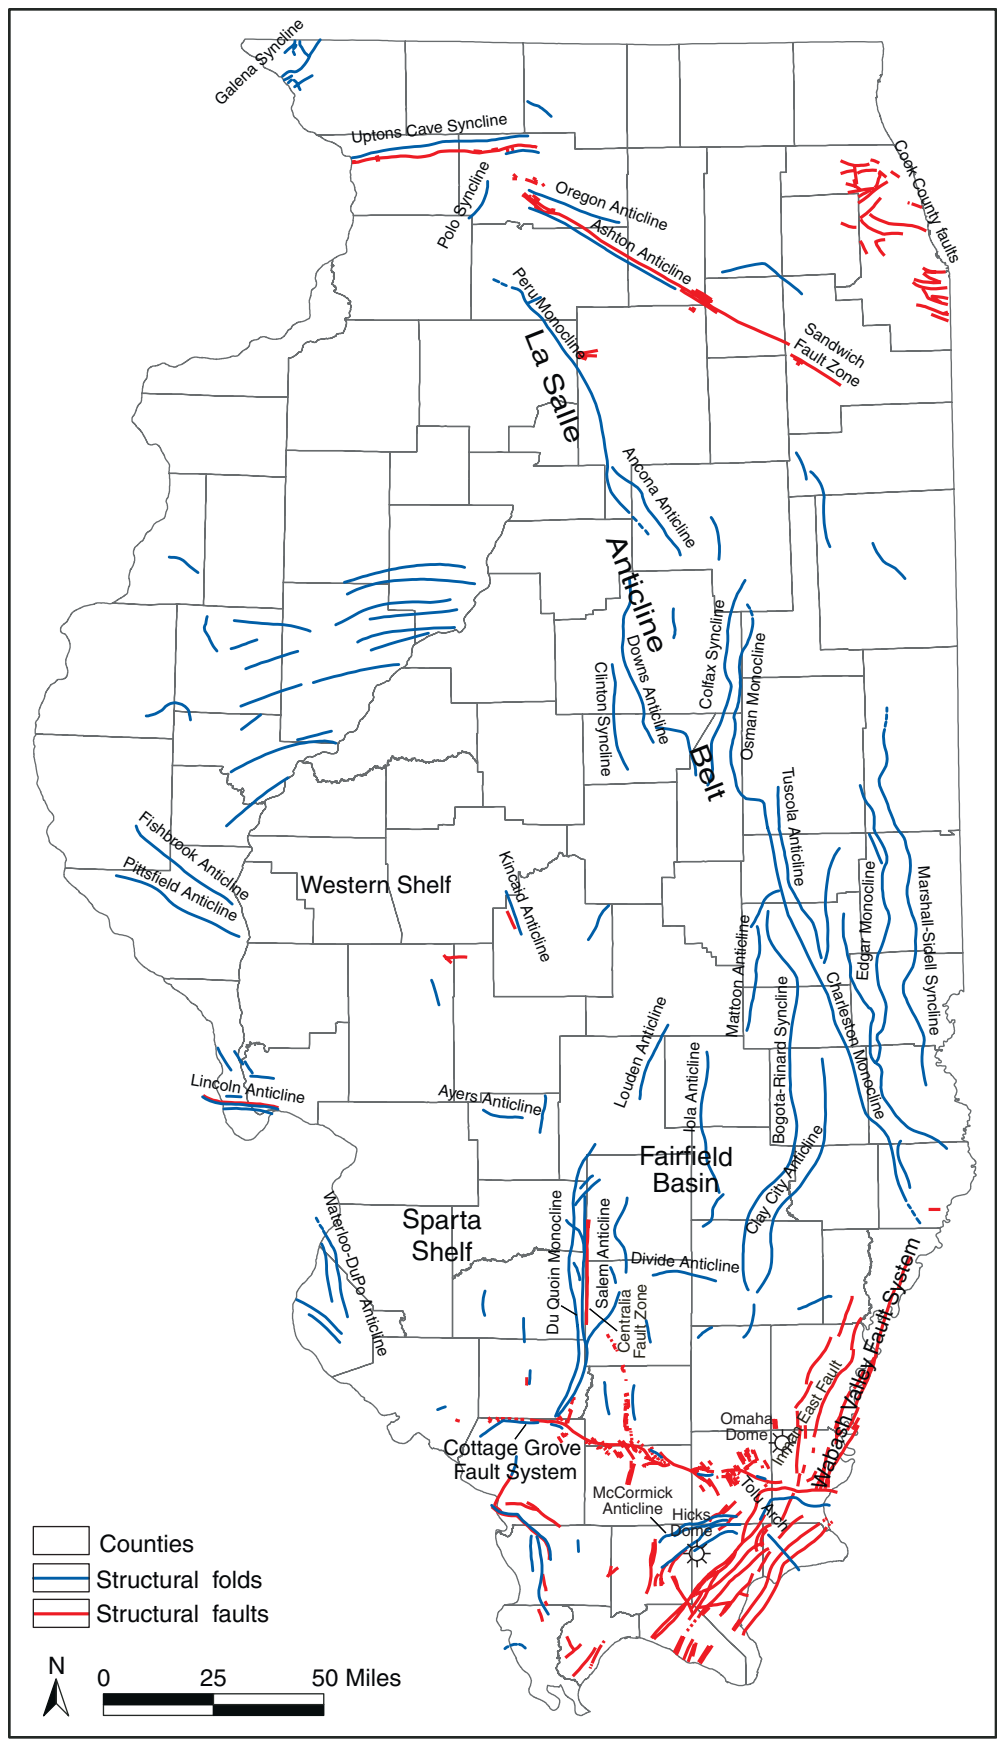 Galena Syncline
Uptons Cave Syncline
Cook County faults
Polo Syncline
Oregon Anticline
Ashton Anticline
Peru Monocline
Sandwich
Fault Zone
La Salle
Anticline
Belt
Ancona Anticline
Colfax Syncline
Downs Anticline
Osman Monocline
Clinton Syncline
Tuscola Anticline
Fishbrook Anticline
Pittsfield Anticline
Western Shelf
Kincaid Anticline
Edgar Monocline
Marshall-Sidell Syncline
Mattoon Anticline
Bogota-Rinard Syncline
Charleston Monocline
Louden Anticline
Iola Anticline
Lincoln Anticline
Ayers Anticline
Fairfield
Basin
Clay City Anticline
Sparta
Shelf
Waterloo-DuPo Anticline
Du Quoin Monocline
Salem Anticline
Divide Anticline
Centralia
Fault Zone
Wabash Valley Fault System
Inman East Fault
Omaha
Dome
Cottage Grove
Fault System
McCormick
Anticline
Hicks
Dome
Tolu Arch
Counties
Structural folds
Structural faults
N
0 25 50 Miles